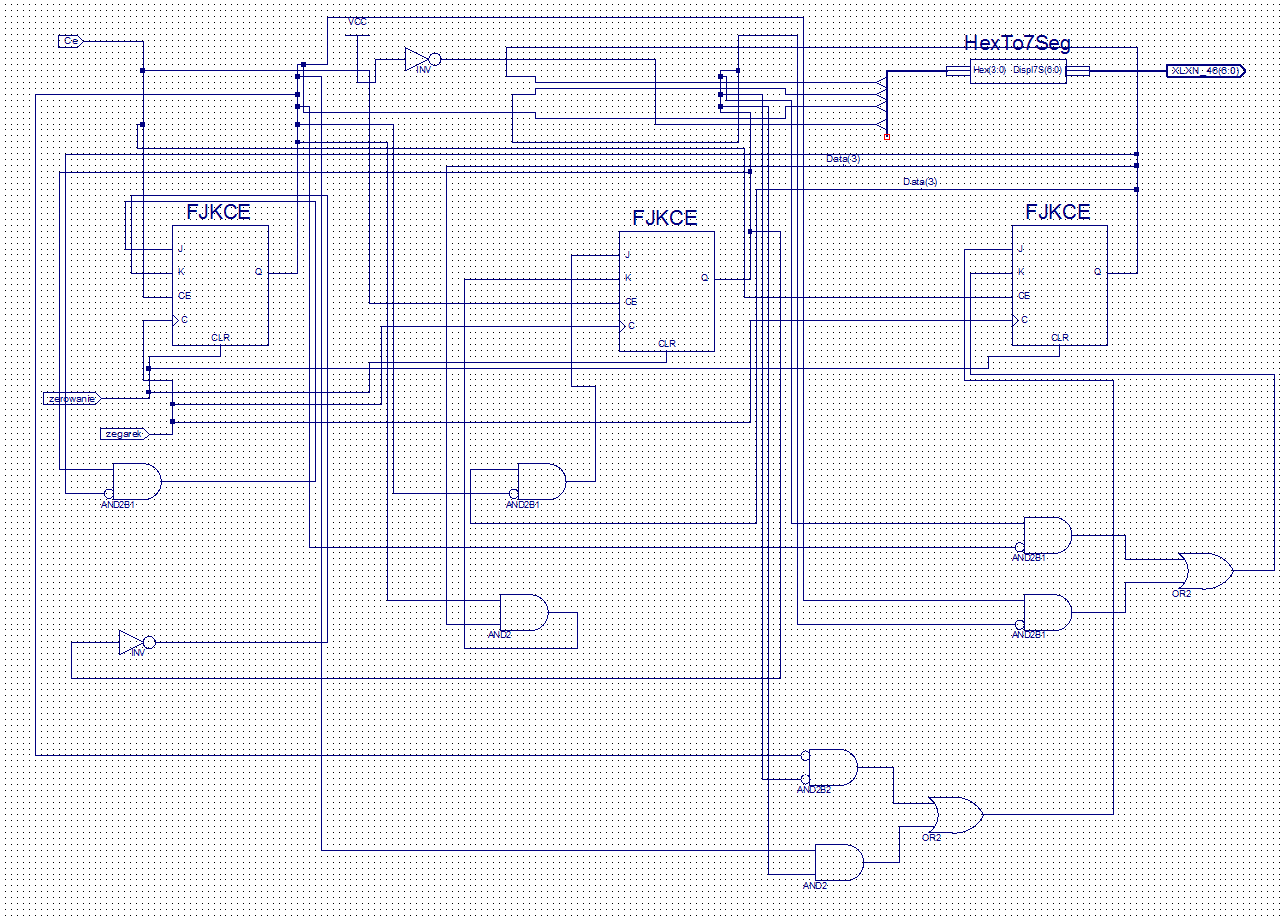 VCC
Ce
INV
HexTo7Seg
Hex(3:0) Displ7S(6:0)
XLXN_46(6:0)
Data(3)
Data(3)
FJKCE
J
K
CE
C
Q
CLR
FJKCE
J
K
CE
C
Q
CLR
FJKCE
J
K
CE
C
Q
CLR
zerowanie
zegarek
AND2B1
AND2B1
AND2B1
OR2
AND2B1
AND2
INV
AND2B2
OR2
AND2